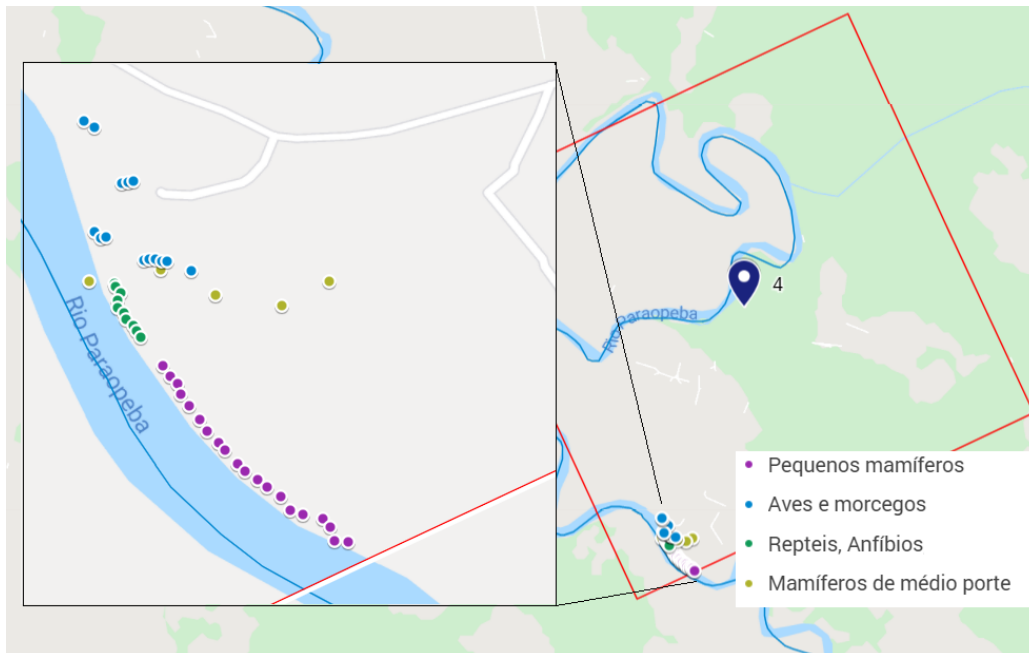 Rio Paraopeba
4
Rio Paraopeba
Pequenos mamíferos
Aves e morcegos
Repteis, Anfíbios
Mamíferos de médio porte